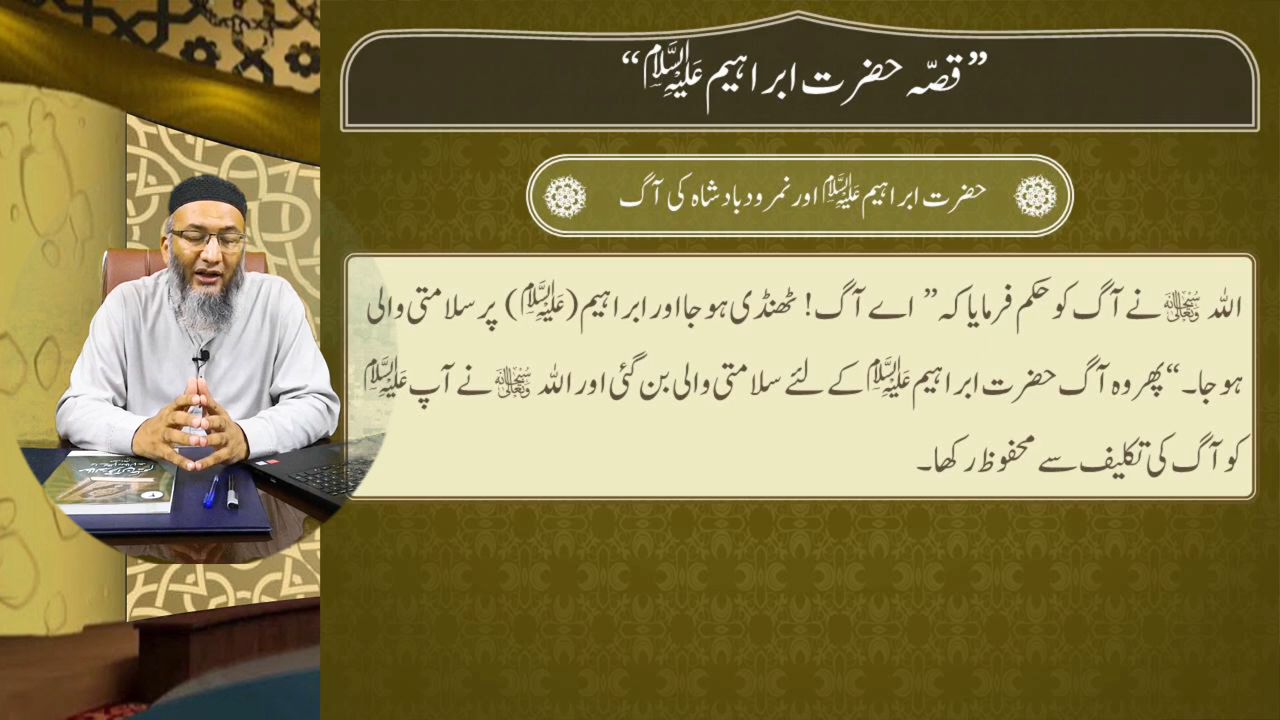 ”قصّہ حضرت ابراہیم علیہ السلام“
حضرت ابراہیم علیہ السلام اور نمرود بادشاہ کی آگ
اللہ سبحانہ وتعالیٰ نے آگ کو حکم فرمایا کہ ” اے آگ! ٹھنڈی ہو جا اور ابراہیم (علیہ السلام) پر سلامتی والی
ہو جا۔“ پھر وہ آگ حضرت ابراہیم علیہ السلام کے لئے سلامتی والی بن گئی اور اللہ سبحانہ وتعالیٰ نے آپ علیہ السلام
کو آگ کی تکلیف سے محفوظ رکھا۔